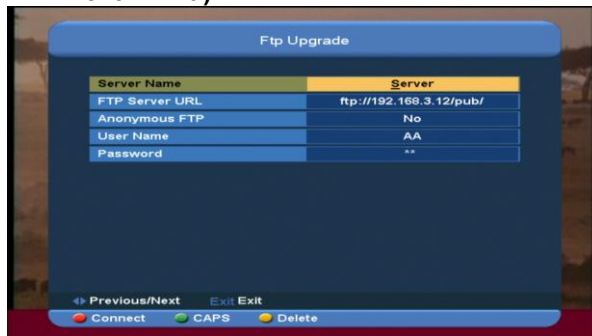 Ftp Upgrade
Server Name Server
FTP Server URL ftp://192.168.3.12/pub/
Anonymous FTP No
User Name AA
Password **
Previous/Next Exit Exit
Connect CAPS Delete